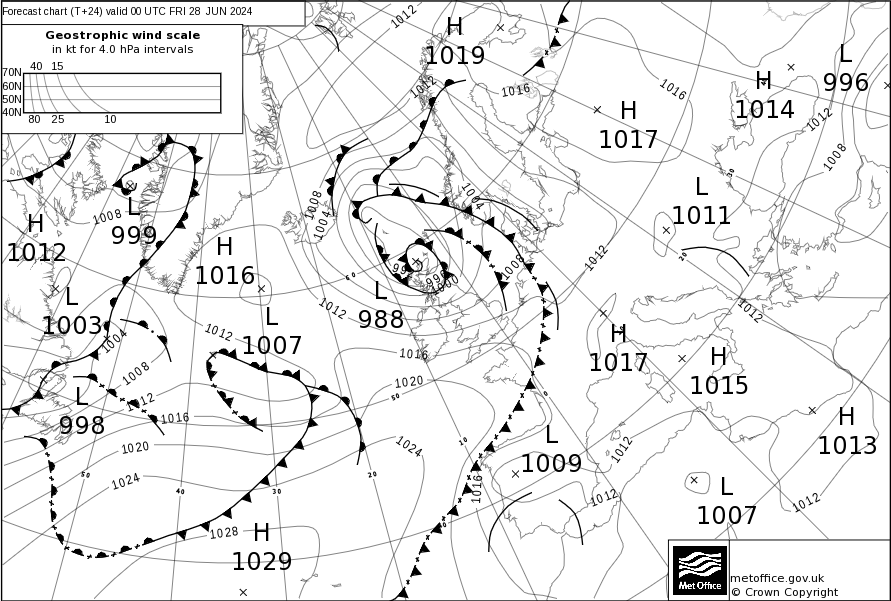 Forecast chart (T+24) valid 00 UTC FRI 28 JUN 2024
Geostrophic wind scale
in kt for 4.0 hPa intervals
40 15
70N
60N
50N
40N
80 25 10
1012
H
1019
1012
1016
1016
H
1017
H
1014
L
996
1012
1008
L
999
1008
H
1012
H
1016
1008
1004
1004
L
1011
1012
1008
L
1003
L
1007
L
988
996
1000
1012
1012
1012
1004
1008
1012
1016
1020
1016
1020
1024
1024
1028
H
1017
H
1015
H
1013
L
998
L
1009
1012
1012
1016
L
1007
1012
H
1029
50
40
30
20
10
0
60
50
20
30
Met Office
metoffice.gov.uk
© Crown Copyright